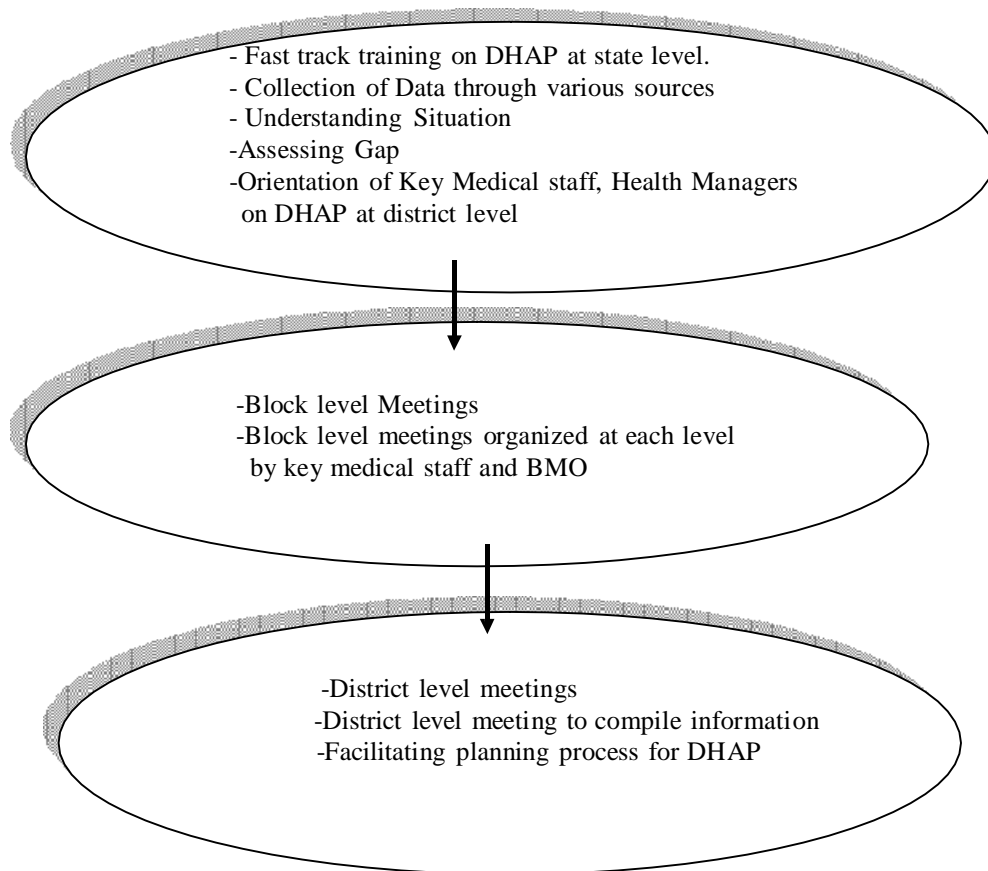 - Fast track training on DHAP at state level.
- Collection of Data through various sources
- Understanding Situation
-Assessing Gap
-Orientation of Key Medical staff, Health Managers
on DHAP at district level
-Block level Meetings
-Block level meetings organized at each level
by key medical staff and BMO
-District level meetings
-District level meeting to compile information
-Facilitating planning process for DHAP